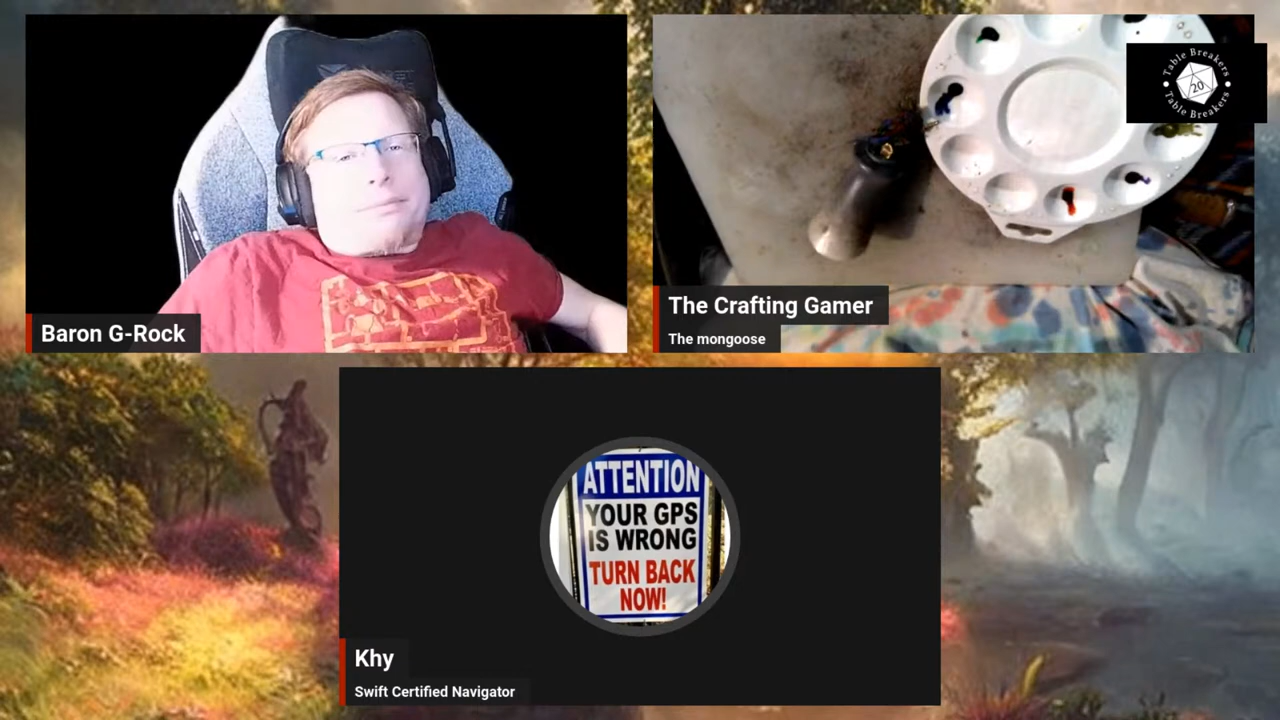 Baron G-Rock
The Crafting Gamer
The mongoose
Table Breakers
20
Table Breakers
ATTENTION
YOUR GPS
IS WRONG
TURN BACK
NOW!
Khy
Swift Certified Navigator